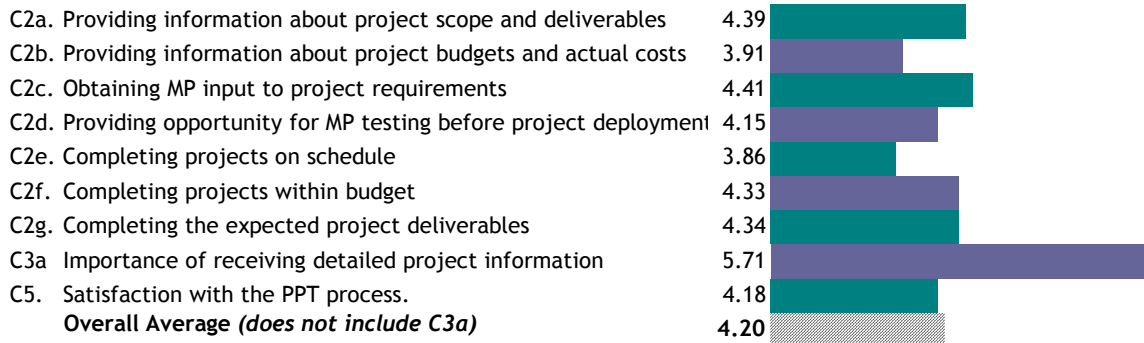 C2a. Providing information about project scope and deliverables 4.39
C2b. Providing information about project budgets and actual costs 3.91
C2c. Obtaining MP input to project requirements 4.41
C2d. Providing opportunity for MP testing before project deployment 4.15
C2e. Completing projects on schedule 3.86
C2f. Completing projects within budget 4.33
C2g. Completing the expected project deliverables 4.34
C3a Importance of receiving detailed project information 5.71
C5. Satisfaction with the PPT process. 4.18
Overall Average (does not include C3a) 4.20